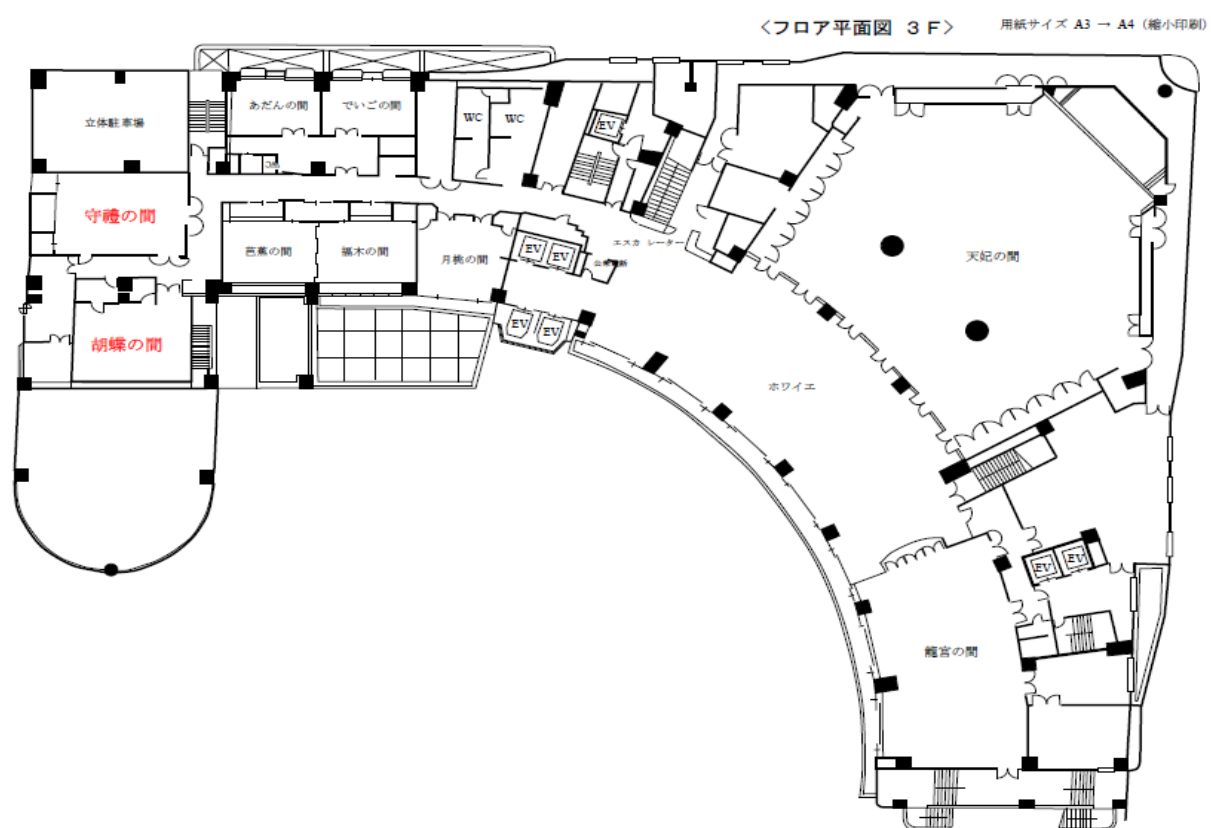 <フロア平面図 3F>
用紙サイズ A3 → A4 (縮小印刷)
あだんの間
でいごの間
立体駐車場
WC
WC
EV
守禮の間
芭蕉の間
福木の間
月桃の間
EV
EV
エスカ レーター
天妃の間
胡蝶の間
EV
EV
ホワイエ
EV
EV
龍宮の間